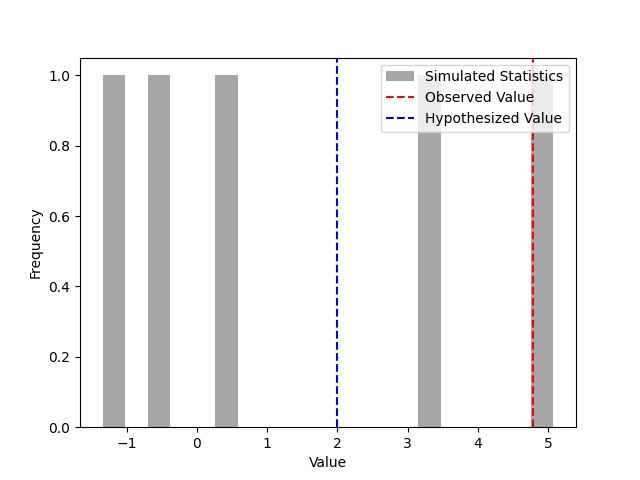 Simulated Statistics
Observed Value
Hypothesized Value
1.0
0.8
0.6
0.4
0.2
0.0
Frequency
−1
0
1
2
3
4
5
Value